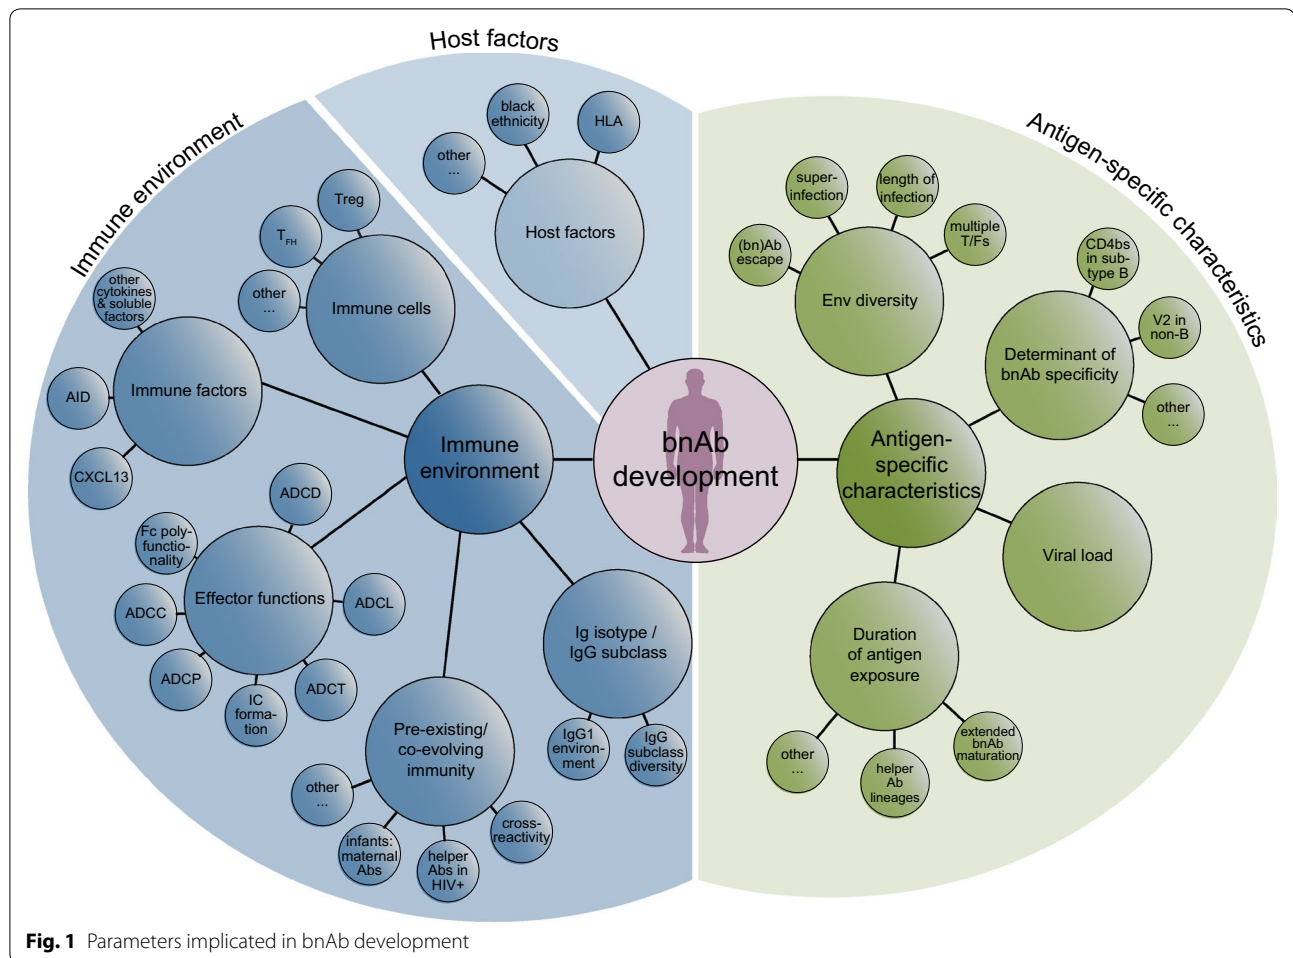 Host factors
Immune environment
Antigen-specific characteristics
black
ethnicity
HLA
other
...
Host factors
Treg
TFH
other
...
Immune cells
other
cytokines
& soluble
factors
AID
CXCL13
Immune factors
Immune
environment
bnAb
development
ADCD
Fc poly-
functio-
nality
ADCC
ADCP
IC
forma-
tion
ADCT
ADCL
Effector functions
Ig isotype /
IgG subclass
IgG1
environ-
ment
IgG
subclass
diversity
Pre-existing/
co-evolving
immunity
other
...
infants:
maternal
Abs
helper
Abs in
HIV+
cross-
reactivity
super-
infection
length of
infection
(bn)Ab
escape
multiple
T/Fs
Env diversity
CD4bs
in sub-
type B
V2 in
non-B
other
...
Determinant of
bnAb specificity
Antigen-
specific
characteristics
Viral load
Duration
of antigen
exposure
other
...
helper
Ab
lineages
extended
bnAb
maturation
Fig. 1 Parameters implicated in bnAb development